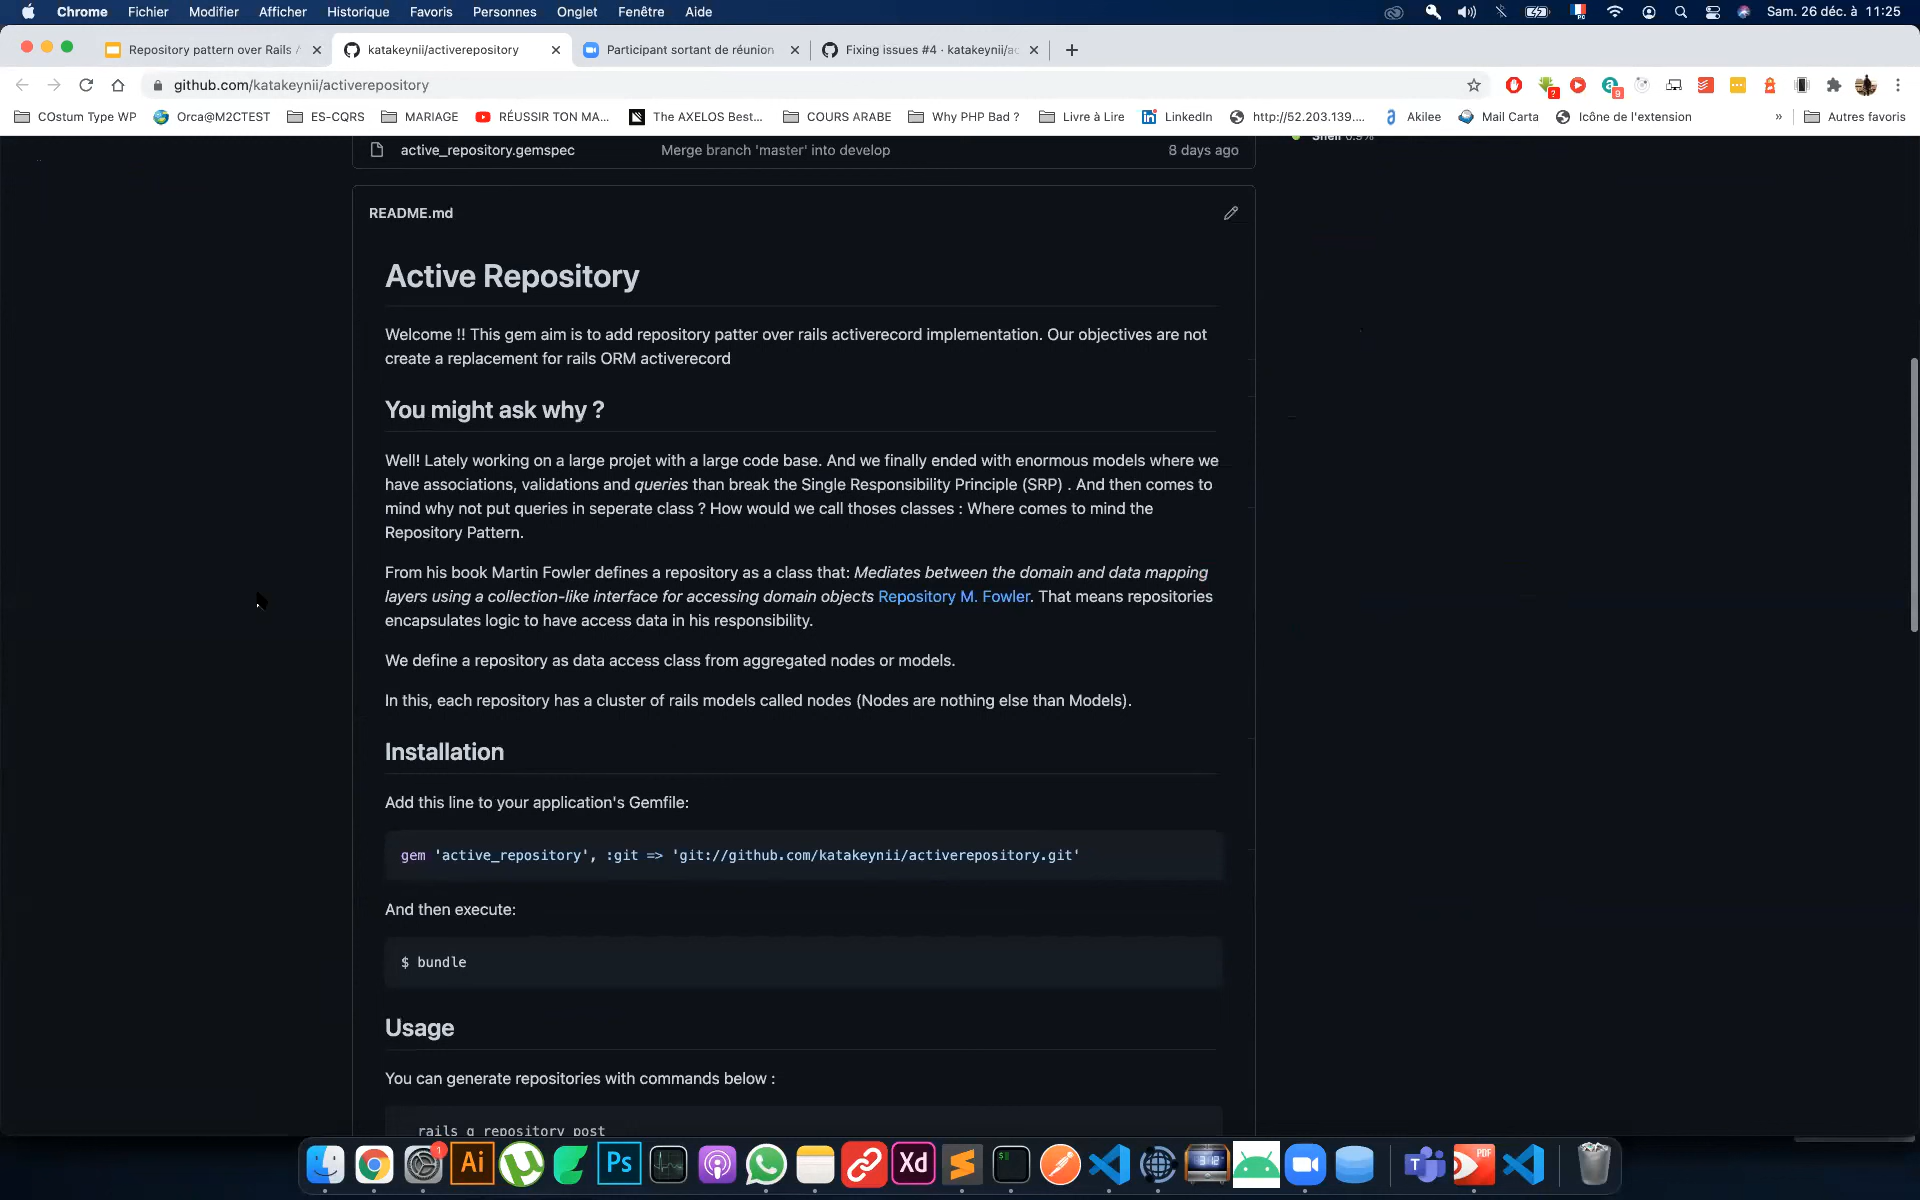 Chrome Fichier Modifier Afficher Historique Favoris Personnes Onglet Fenêtre Aide Sam. 26 déc. à 11:25
Repository pattern over Rails / katakeynii/activerepository Participant sortant de réunion Fixing issues #4 · katakeynii/ac
github.com/katakeynii/activerepository
COstum Type WP Orca@M2CTEST ES-CQRS MARIAGE RÉUSSIR TON MA... The AXELOS Best... COURS ARABE Why PHP Bad ? Livre à Lire LinkedIn http://52.203.139.... Akilee Mail Carta Icône de l'extension » Autres favoris
Shell 0.9%
active_repository.gemspec Merge branch 'master' into develop 8 days ago
README.md
Active Repository
Welcome !! This gem aim is to add repository patter over rails activerecord implementation. Our objectives are not
create a replacement for rails ORM activerecord
You might ask why ?
Well! Lately working on a large projet with a large code base. And we finally ended with enormous models where we
have associations, validations and queries than break the Single Responsibility Principle (SRP) . And then comes to
mind why not put queries in seperate class ? How would we call thoses classes : Where comes to mind the
Repository Pattern.
From his book Martin Fowler defines a repository as a class that: Mediates between the domain and data mapping
layers using a collection-like interface for accessing domain objects Repository M. Fowler. That means repositories
encapsulates logic to have access data in his responsibility.
We define a repository as data access class from aggregated nodes or models.
In this, each repository has a cluster of rails models called nodes (Nodes are nothing else than Models).
Installation
Add this line to your application's Gemfile:
gem 'active_repository', :git => 'git://github.com/katakeynii/activerepository.git'
And then execute:
$ bundle
Usage
You can generate repositories with commands below :
rails g repository post
1 Ai Ps Xd PDF